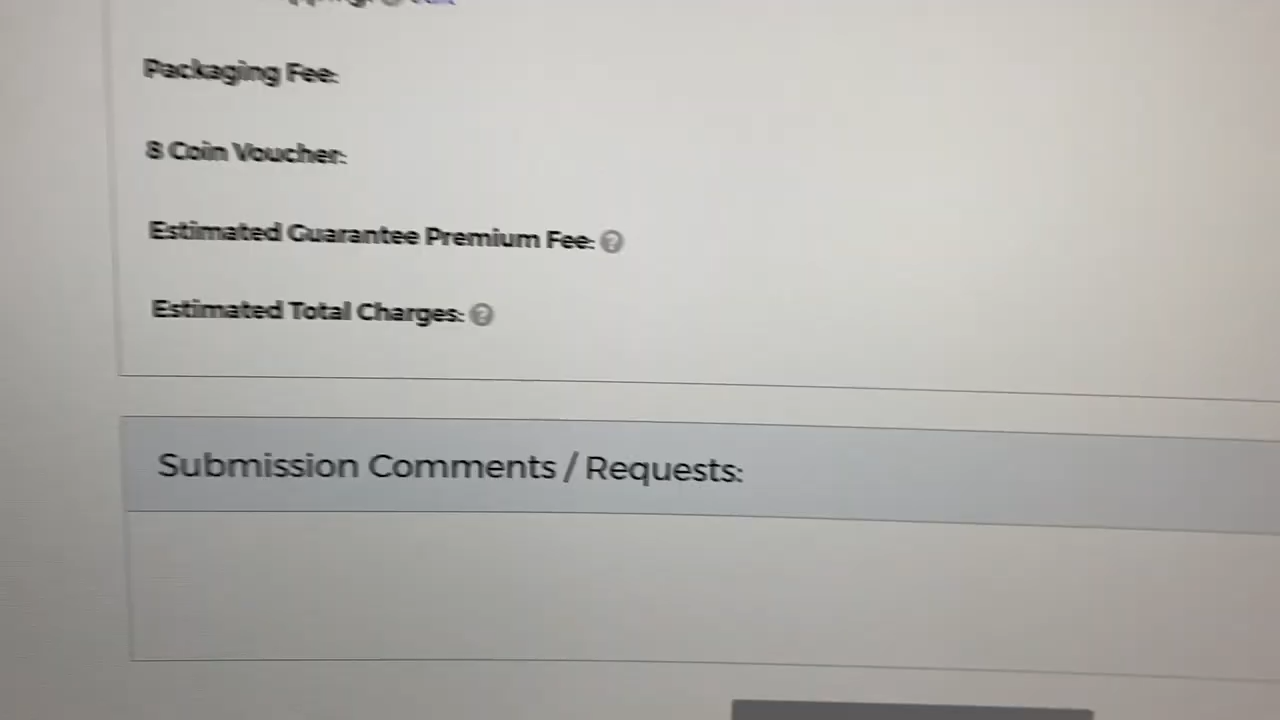 Packaging Fee:
8 Coin Voucher:
Estimated Guarantee Premium Fee: ?
Estimated Total Charges: ?
Submission Comments / Requests: